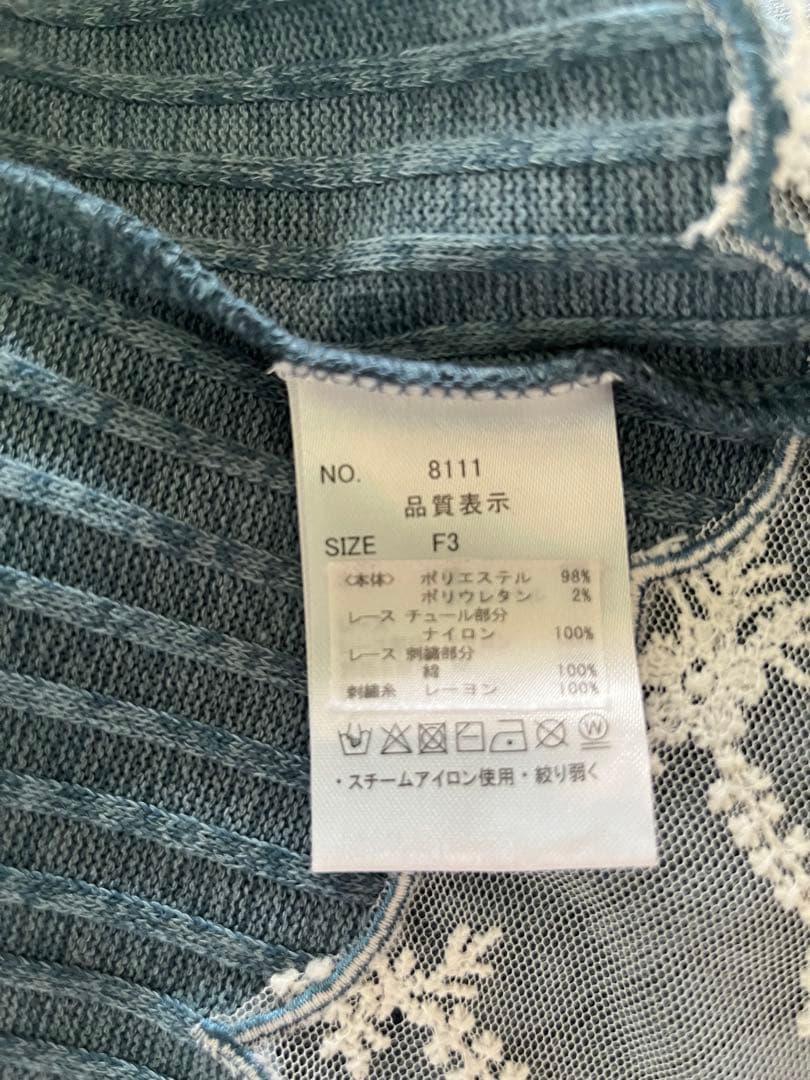 NO. 8111
品質表示
SIZE F3
<本体> ポリエステル 98%
ポリウレタン 2%
レース チュール部分
ナイロン 100%
レース 刺繍部分
綿 100%
刺繍糸 レーヨン 100%
W
・スチームアイロン使用・絞り弱く